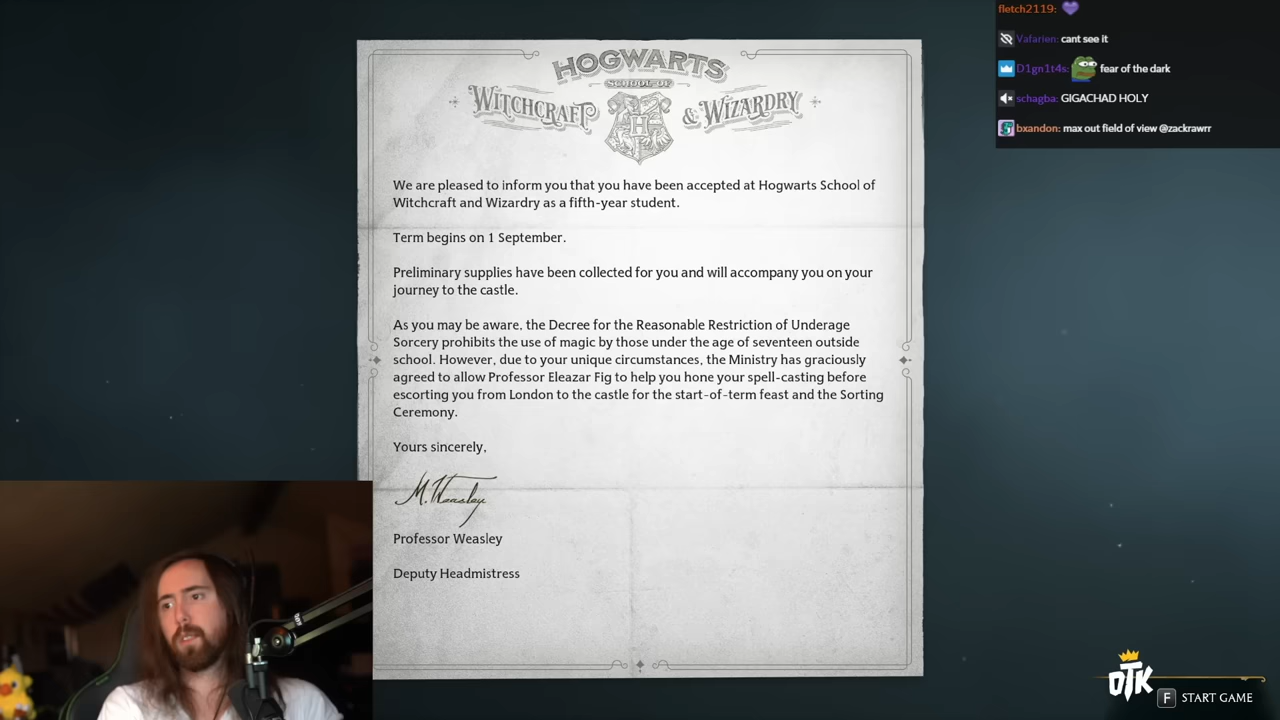 fletch2119:
Vafarien: cant see it
D1gn1t4s: fear of the dark
schagba: GIGACHAD HOLY
bxandon: max out field of view @zackrawrr
HOGWARTS
SCHOOL OF
WITCHCRAFT & WIZARDRY
H
We are pleased to inform you that you have been accepted at Hogwarts School of
Witchcraft and Wizardry as a fifth-year student.
Term begins on 1 September.
Preliminary supplies have been collected for you and will accompany you on your
journey to the castle.
As you may be aware, the Decree for the Reasonable Restriction of Underage
Sorcery prohibits the use of magic by those under the age of seventeen outside
school. However, due to your unique circumstances, the Ministry has graciously
agreed to allow Professor Eleazar Fig to help you hone your spell-casting before
escorting you from London to the castle for the start-of-term feast and the Sorting
Ceremony.
Yours sincerely,
M. Weasley
Professor Weasley
Deputy Headmistress
OTK
F START GAME